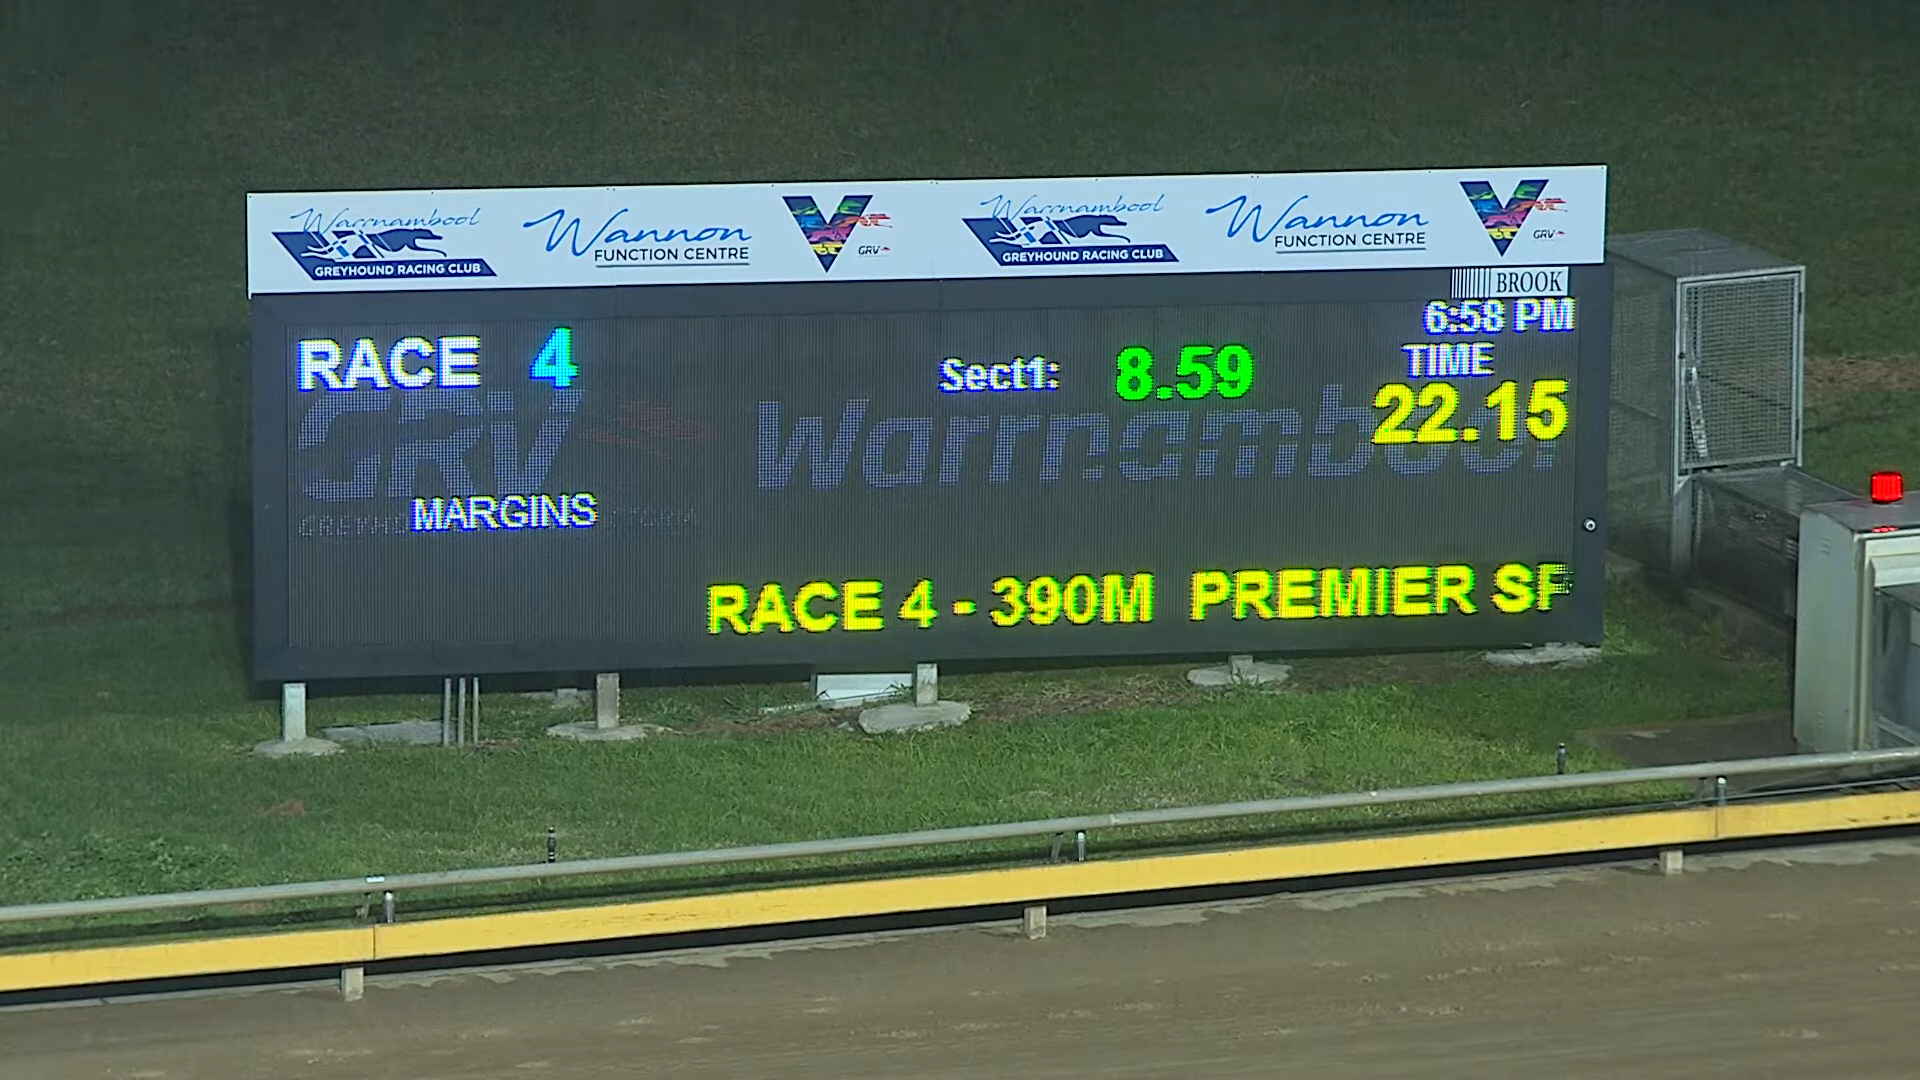 Warrnambool
GREYHOUND RACING CLUB
Wannon
FUNCTION CENTRE
GRV
Warrnambool
GREYHOUND RACING CLUB
Wannon
FUNCTION CENTRE
GRV
BROOK
6:58 PM
RACE 4
Sect1: 8.59
TIME
22.15
GRV
Warrnambool
MARGINS
RACE 4 - 390M PREMIER